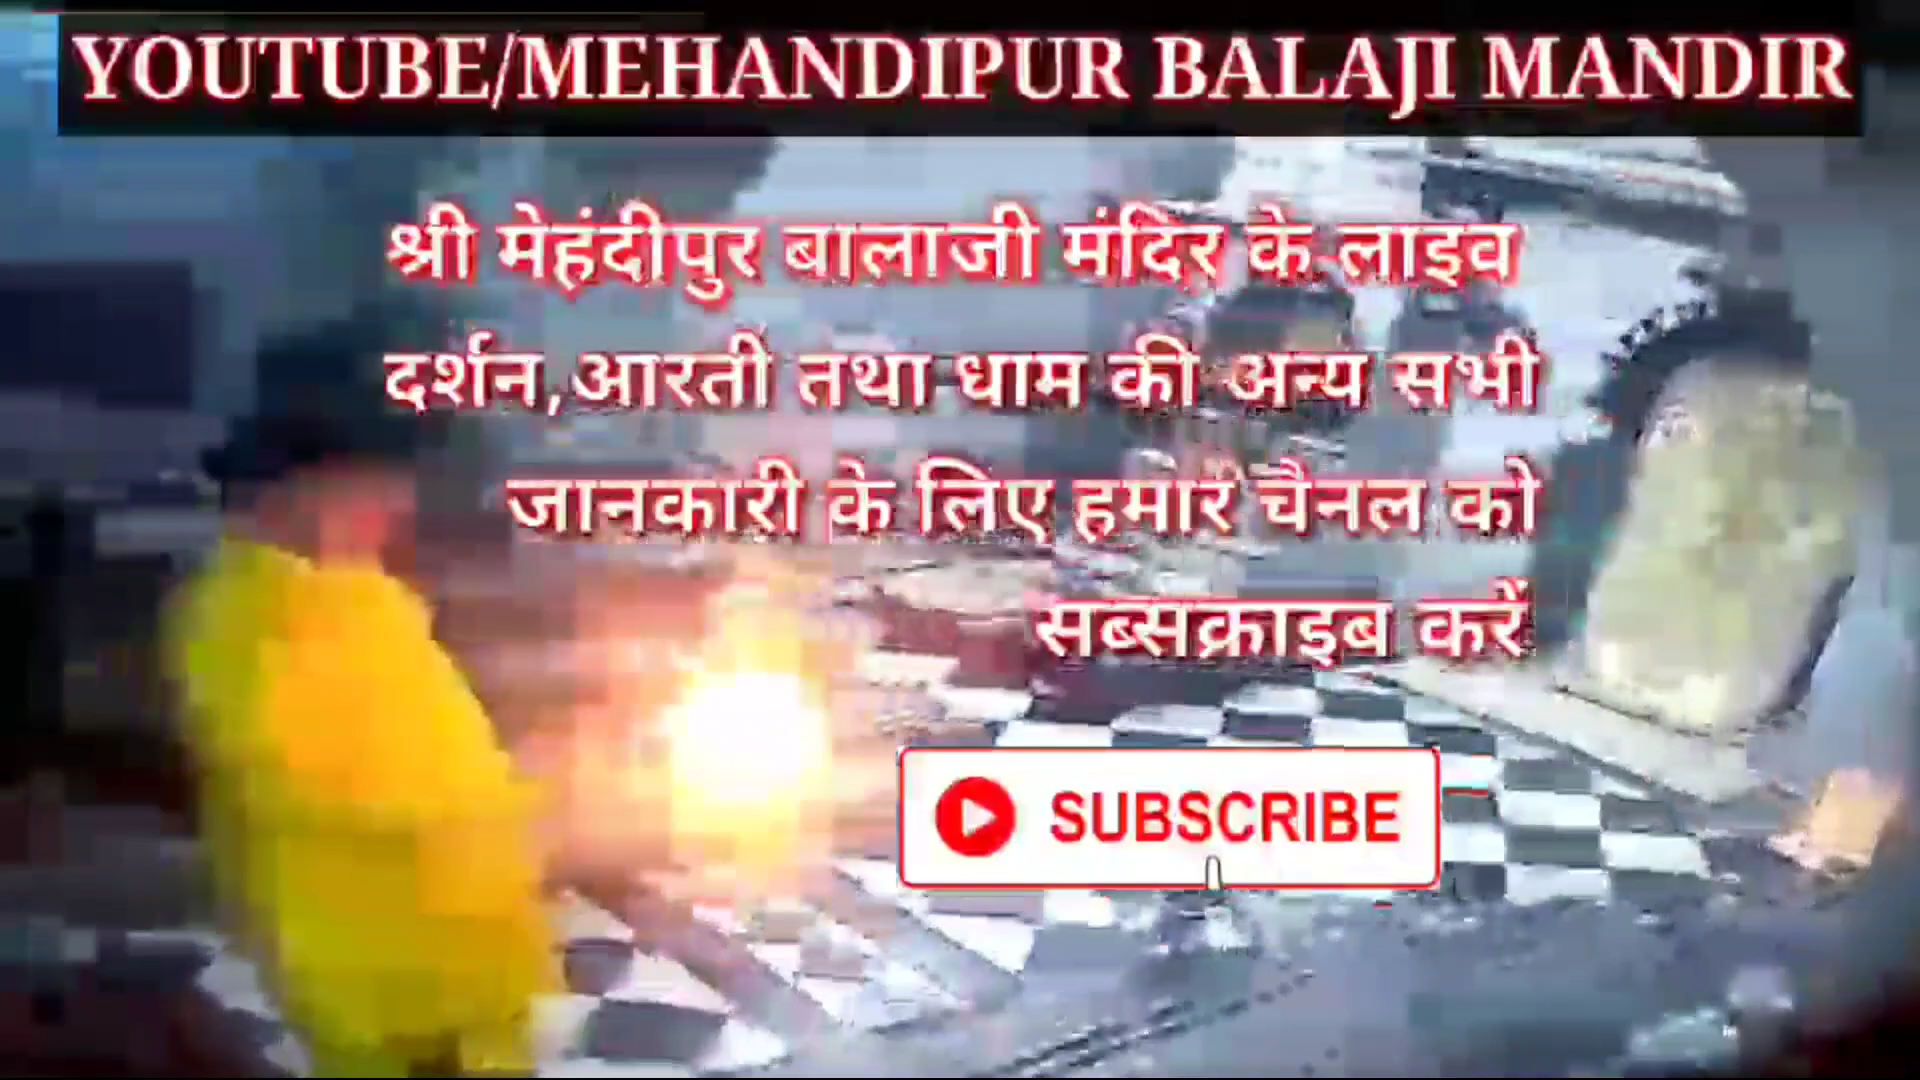 YOUTUBE/MEHANDIPUR BALAJI MANDIR
श्री मेहंदीपुर बालाजी मंदिर के लाइव
दर्शन,आरती तथा धाम की अन्य सभी
जानकारी के लिए हमारे चैनल को
सब्सक्राइब करें
SUBSCRIBE